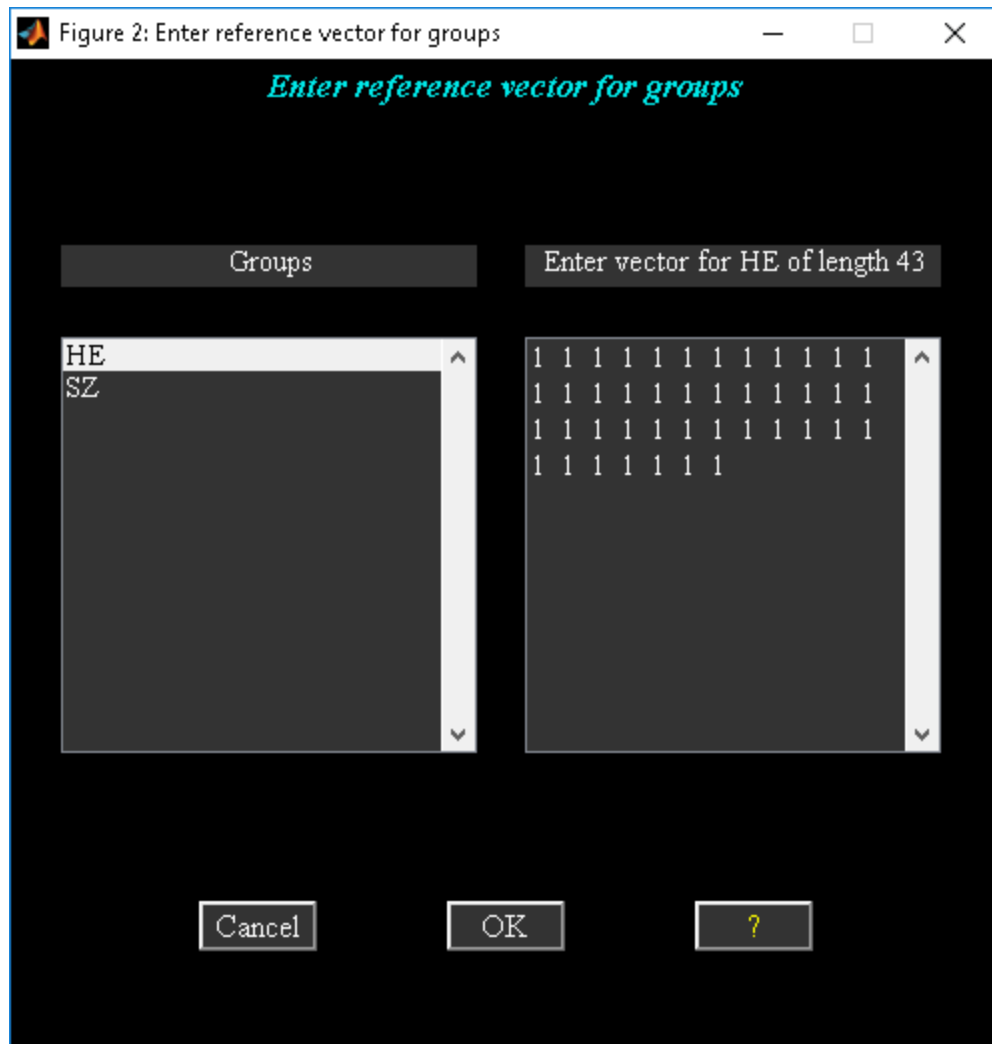 Figure 2: Enter reference vector for groups
Enter reference vector for groups
Groups
Enter vector for HE of length 43
HE
SZ
1 1 1 1 1 1 1 1 1 1 1 1
1 1 1 1 1 1 1 1 1 1 1 1
1 1 1 1 1 1 1 1 1 1 1 1
1 1 1 1 1 1 1
Cancel
OK
?